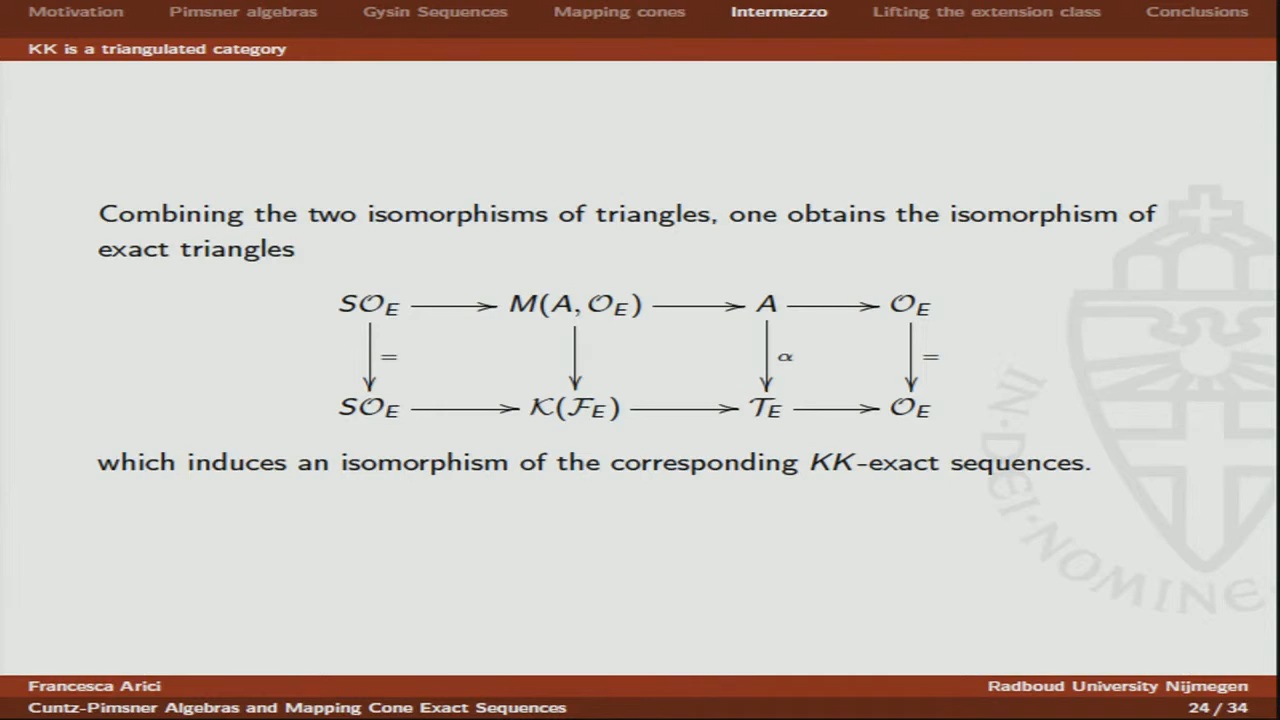 Motivation Pimsner algebras Gysin Sequences Mapping cones Intermezzo Lifting the extension class Conclusions
KK is a triangulated category
Combining the two isomorphisms of triangles, one obtains the isomorphism of
exact triangles
S𝒪_E M(A, 𝒪_E) A 𝒪_E
= α =
S𝒪_E 𝒦(ℱ_E) 𝒯_E 𝒪_E
which induces an isomorphism of the corresponding KK-exact sequences.
IN·DEI·NOMINE·
Francesca Arici Radboud University Nijmegen
Cuntz-Pimsner Algebras and Mapping Cone Exact Sequences 24 / 34